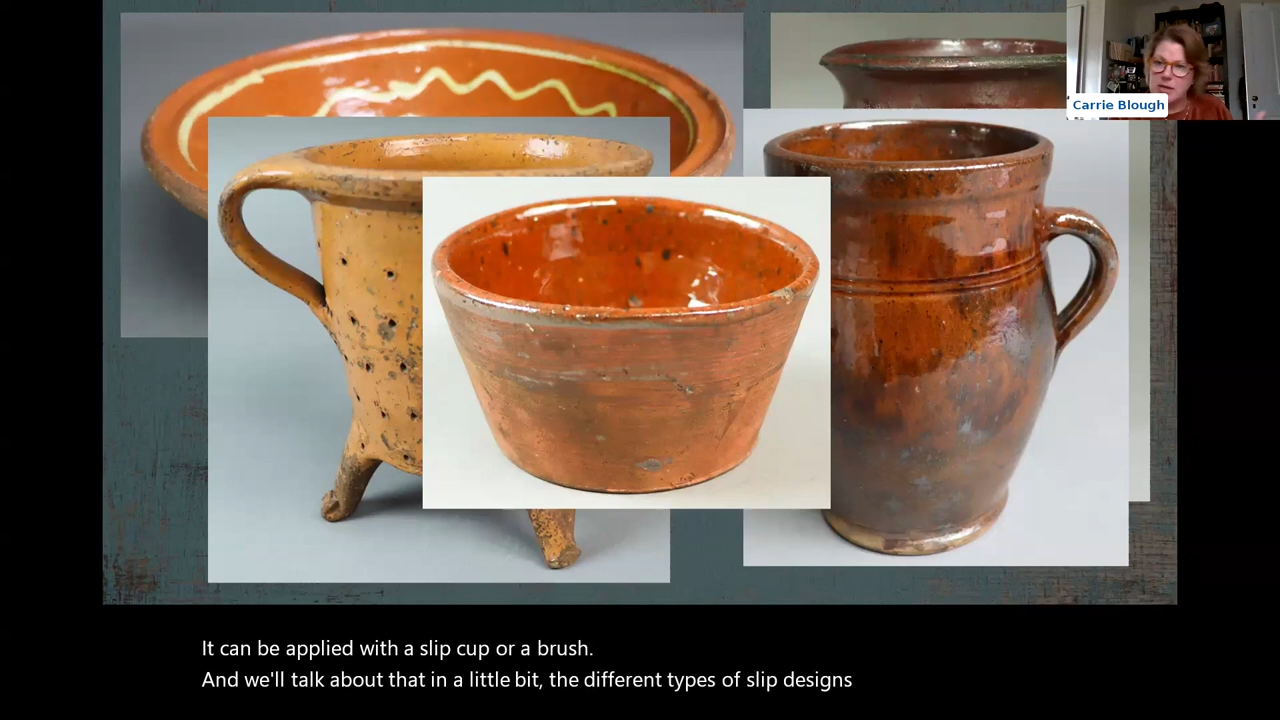 Carrie Blough
It can be applied with a slip cup or a brush.
And we'll talk about that in a little bit, the different types of slip designs